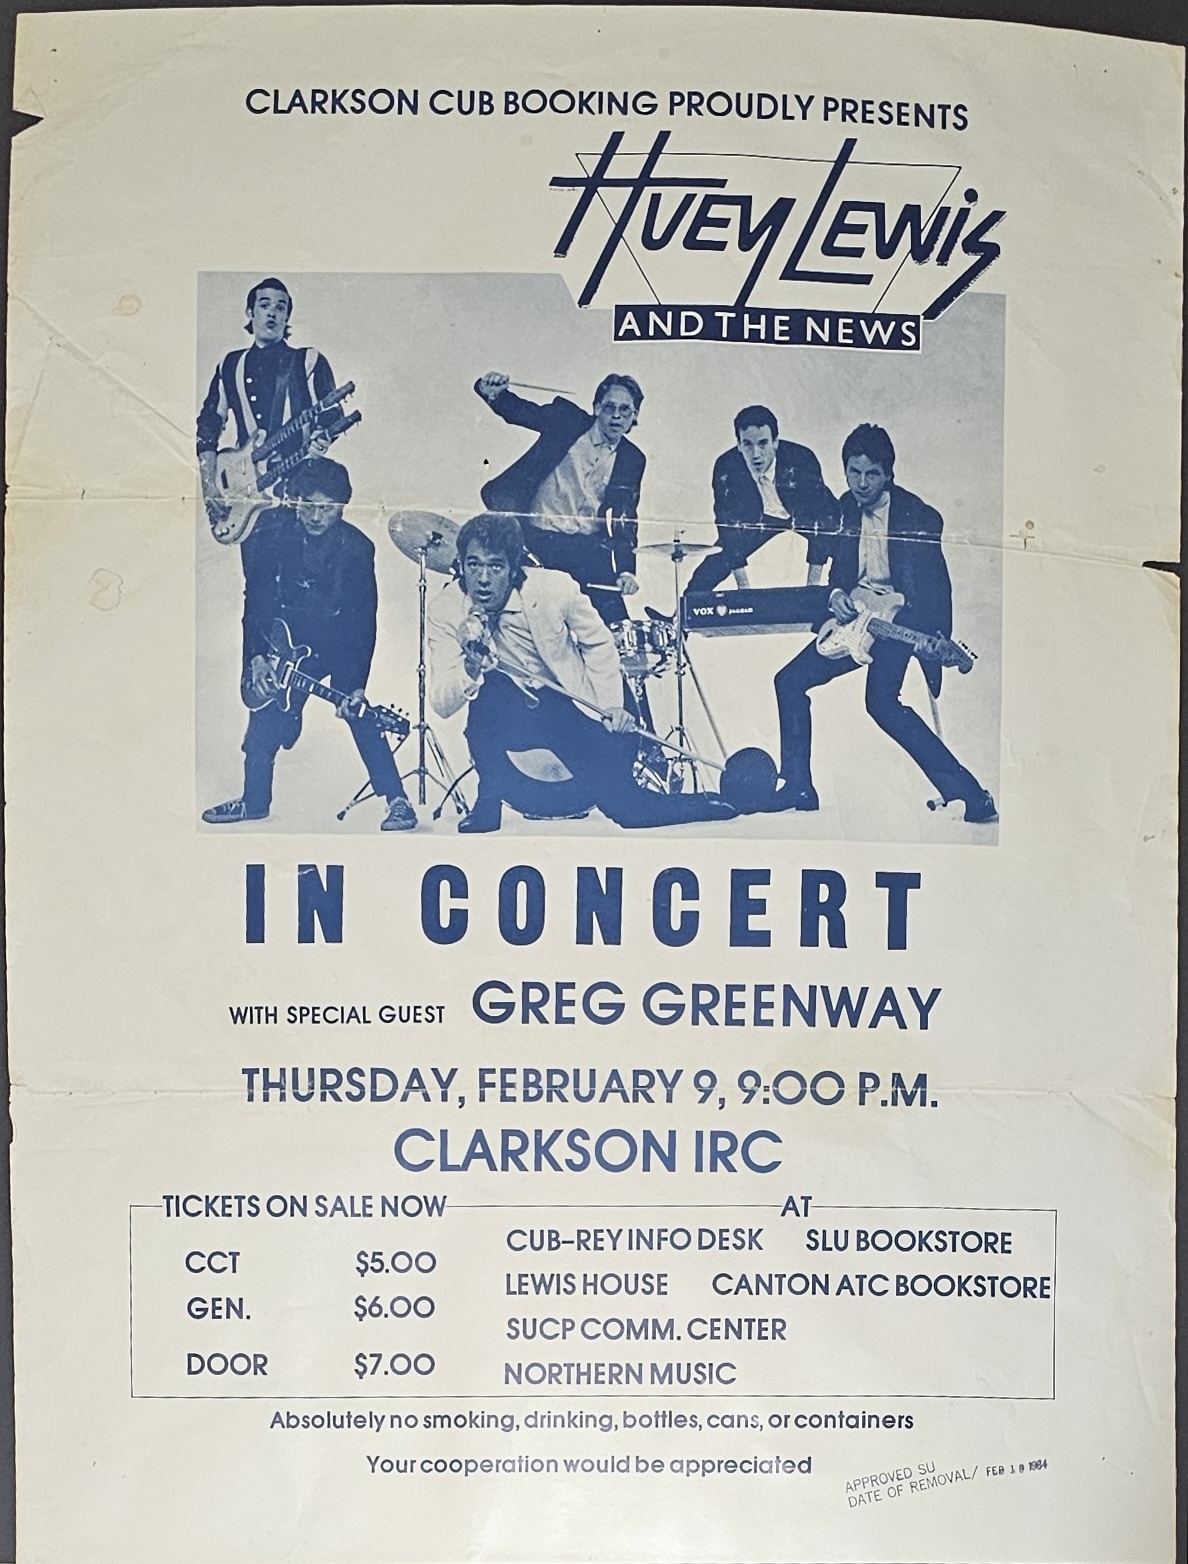 CLARKSON CUB BOOKING PROUDLY PRESENTS
HUEY LEWIS
AND THE NEWS
VOX JAGUAR
IN CONCERT
WITH SPECIAL GUEST GREG GREENWAY
THURSDAY, FEBRUARY 9, 9:00 P.M.
CLARKSON IRC
TICKETS ON SALE NOW AT
CCT $5.00
GEN. $6.00
DOOR $7.00
CUB-REY INFO DESK SLU BOOKSTORE
LEWIS HOUSE CANTON ATC BOOKSTORE
SUCP COMM. CENTER
NORTHERN MUSIC
Absolutely no smoking, drinking, bottles, cans, or containers
Your cooperation would be appreciated
APPROVED SU
DATE OF REMOVAL/ FEB 10 1984